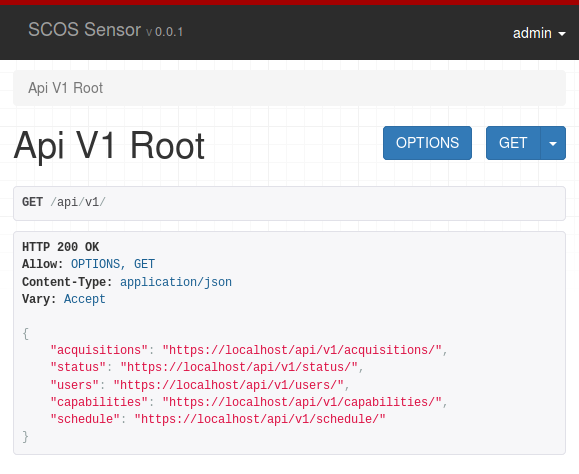 SCOS Sensor v 0.0.1
admin
Api V1 Root
Api V1 Root
OPTIONS
GET
GET /api/v1/
HTTP 200 OK
Allow: OPTIONS, GET
Content-Type: application/json
Vary: Accept
{
    "acquisitions": "https://localhost/api/v1/acquisitions/",
    "status": "https://localhost/api/v1/status/",
    "users": "https://localhost/api/v1/users/",
    "capabilities": "https://localhost/api/v1/capabilities/",
    "schedule": "https://localhost/api/v1/schedule/"
}